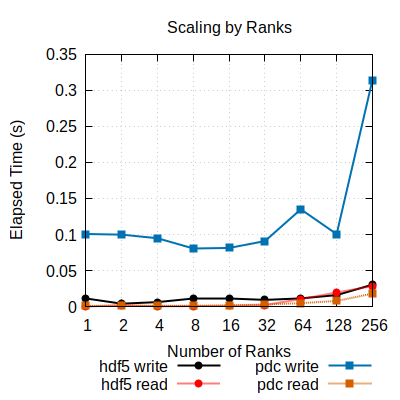 Scaling by Ranks
0.35
0.3
0.25
0.2
0.15
0.1
0.05
0
Elapsed Time (s)
1 2 4 8 16 32 64 128 256
Number of Ranks
hdf5 write pdc write
hdf5 read pdc read